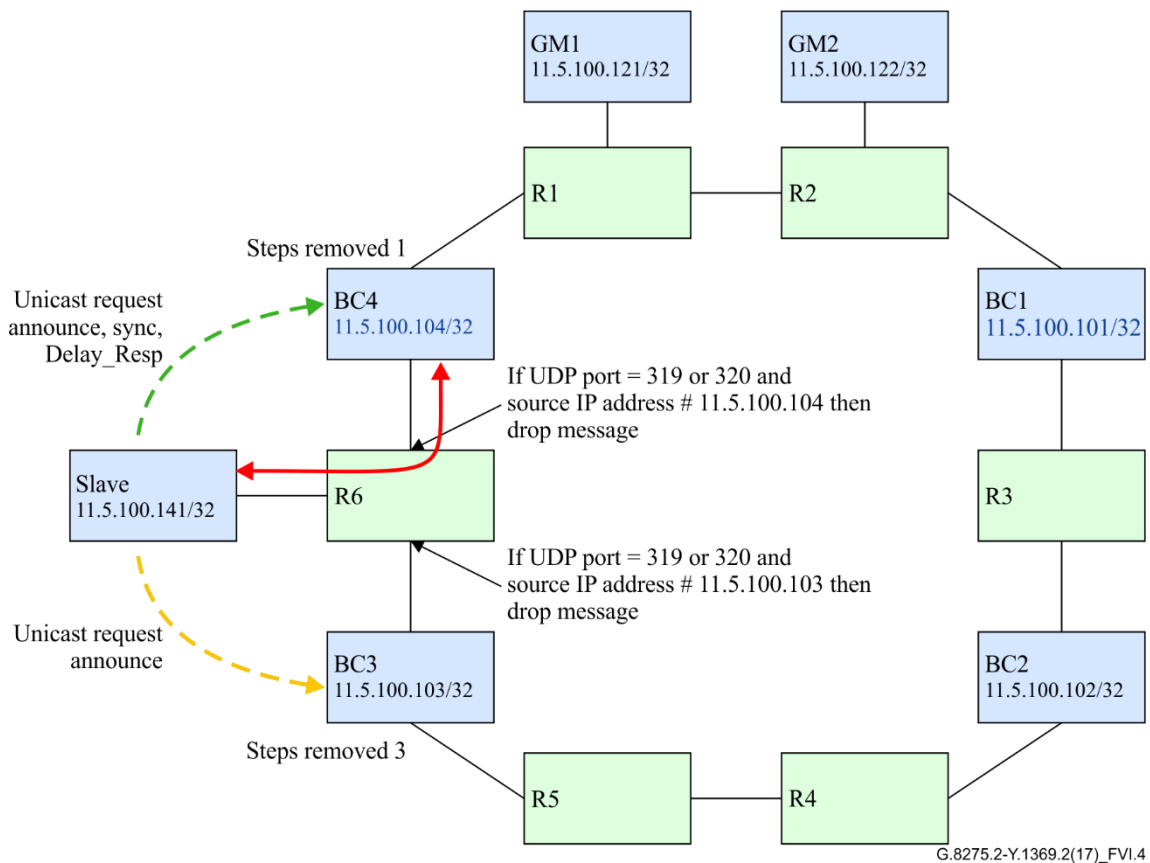 GM1
11.5.100.121/32
GM2
11.5.100.122/32
R1
R2
Steps removed 1
BC4
11.5.100.104/32
BC1
11.5.100.101/32
Unicast request
announce, sync,
Delay_Resp
If UDP port = 319 or 320 and
source IP address # 11.5.100.104 then
drop message
Slave
11.5.100.141/32
R6
R3
If UDP port = 319 or 320 and
source IP address # 11.5.100.103 then
drop message
Unicast request
announce
BC3
11.5.100.103/32
BC2
11.5.100.102/32
Steps removed 3
R5
R4
G.8275.2-Y.1369.2(17)_FVI.4